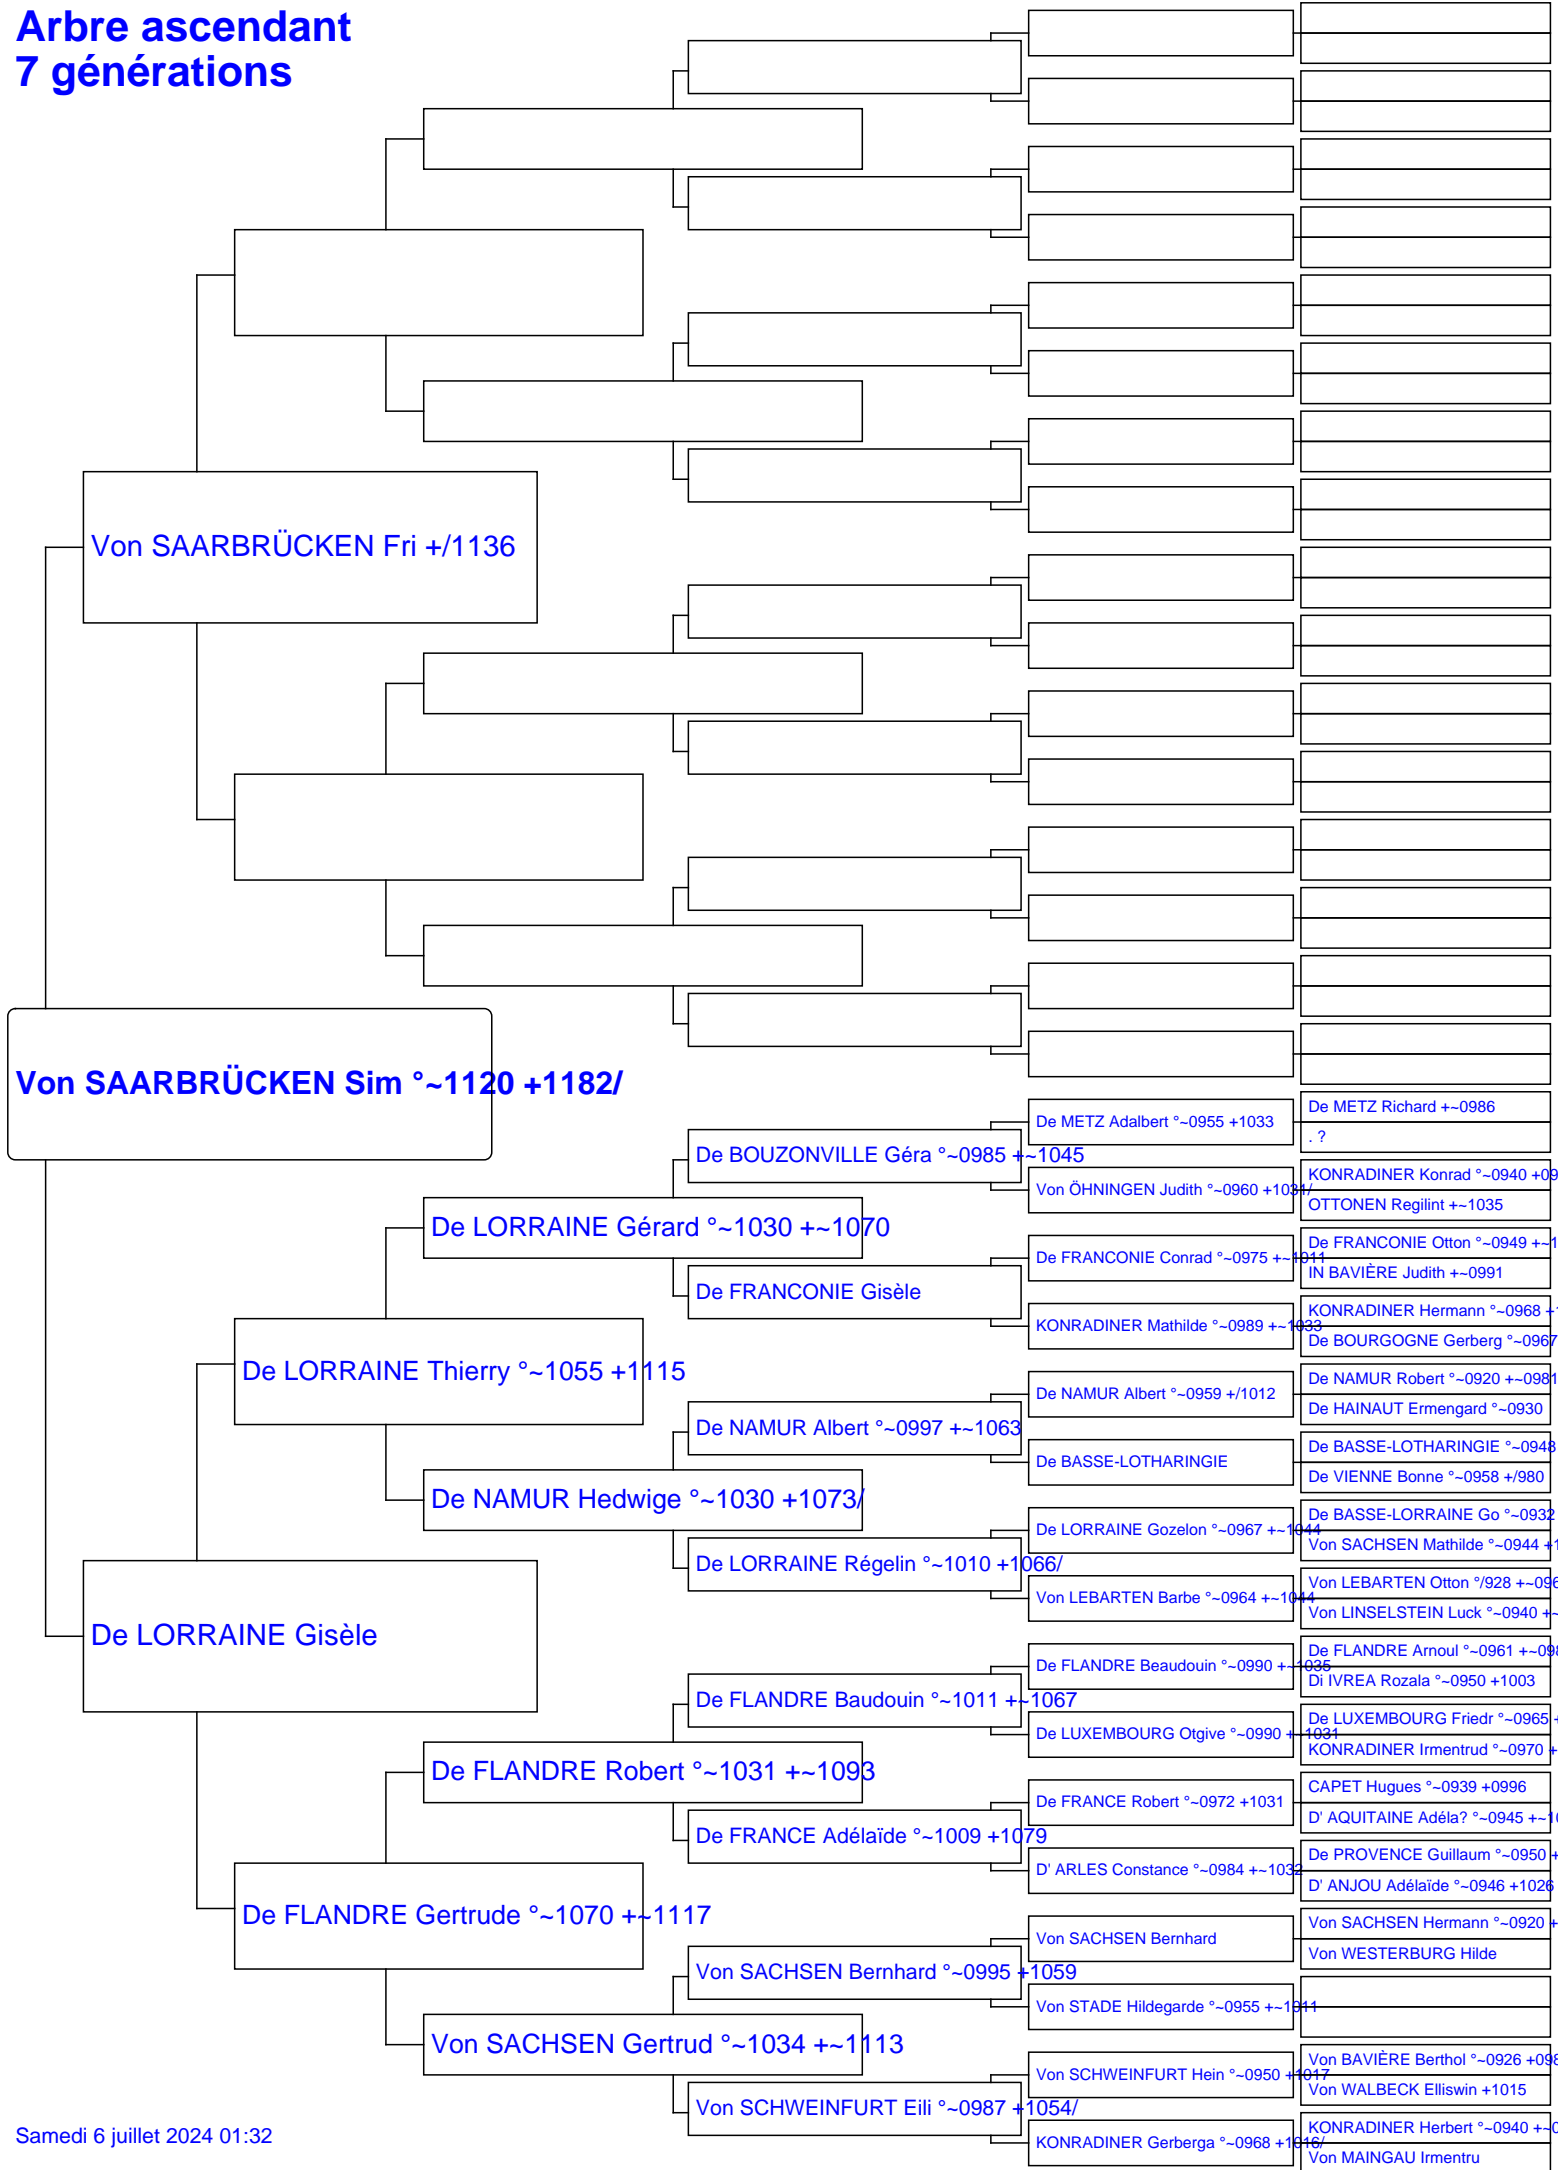 Arbre ascendant
7 générations
Von SAARBRÜCKEN Fri +/1136
Von SAARBRÜCKEN Sim °~1120 +1182/
De METZ Richard +~0986
De METZ Adalbert °~0955 +1033
. ?
De BOUZONVILLE Géra °~0985 +~1045
KONRADINER Konrad °~0940 +09
Von ÖHNINGEN Judith °~0960 +1031/
OTTONEN Regilint +~1035
De LORRAINE Gérard °~1030 +~1070
De FRANCONIE Otton °~0949 +~1
De FRANCONIE Conrad °~0975 +~1011
IN BAVIÈRE Judith +~0991
De FRANCONIE Gisèle
KONRADINER Hermann °~0968 +1
KONRADINER Mathilde °~0989 +~1033
De BOURGOGNE Gerberg °~0967
De LORRAINE Thierry °~1055 +1115
De NAMUR Robert °~0920 +~0981
De NAMUR Albert °~0959 +/1012
De HAINAUT Ermengard °~0930
De NAMUR Albert °~0997 +~1063
De BASSE-LOTHARINGIE °~0948
De BASSE-LOTHARINGIE
De VIENNE Bonne °~0958 +/980
De NAMUR Hedwige °~1030 +1073/
De BASSE-LORRAINE Go °~0932
De LORRAINE Gozelon °~0967 +~1044
Von SACHSEN Mathilde °~0944 +1
De LORRAINE Régelin °~1010 +1066/
Von LEBARTEN Otton °/928 +~096
Von LEBARTEN Barbe °~0964 +~1044
Von LINSELSTEIN Luck °~0940 +~
De LORRAINE Gisèle
De FLANDRE Arnoul °~0961 +~098
De FLANDRE Beaudouin °~0990 +~1035
Di IVREA Rozala °~0950 +1003
De FLANDRE Baudouin °~1011 +~1067
De LUXEMBOURG Friedr °~0965 +
De LUXEMBOURG Otgive °~0990 +~1031
KONRADINER Irmentrud °~0970 +
De FLANDRE Robert °~1031 +~1093
CAPET Hugues °~0939 +0996
De FRANCE Robert °~0972 +1031
D' AQUITAINE Adéla? °~0945 +~10
De FRANCE Adélaïde °~1009 +1079
De PROVENCE Guillaum °~0950 +
D' ARLES Constance °~0984 +~1032
D' ANJOU Adélaïde °~0946 +1026
De FLANDRE Gertrude °~1070 +~1117
Von SACHSEN Hermann °~0920 +
Von SACHSEN Bernhard
Von WESTERBURG Hilde
Von SACHSEN Bernhard °~0995 +1059
Von STADE Hildegarde °~0955 +~1011
Von SACHSEN Gertrud °~1034 +~1113
Von BAVIÈRE Berthol °~0926 +098
Von SCHWEINFURT Hein °~0950 +1017
Von WALBECK Elliswin +1015
Von SCHWEINFURT Eili °~0987 +1054/
KONRADINER Herbert °~0940 +~0
KONRADINER Gerberga °~0968 +1016/
Von MAINGAU Irmentru
Samedi 6 juillet 2024 01:32